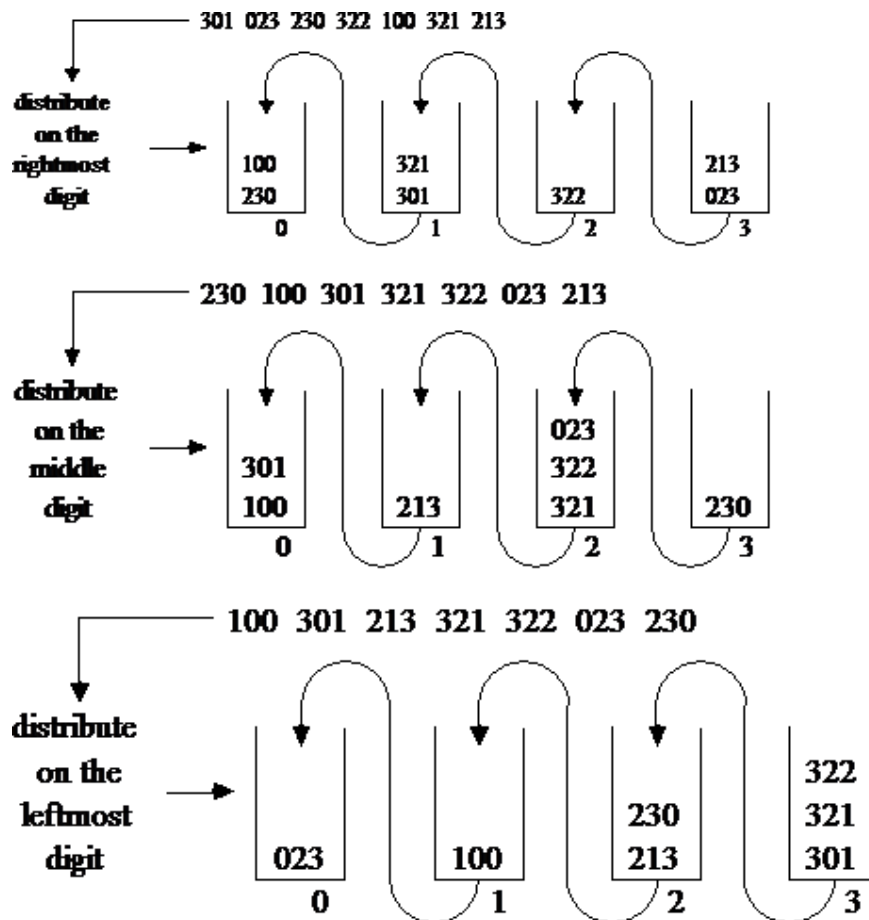 301 023 230 322 100 321 213
distribute
on the
rightmost
digit
100 321 213
230 301 322 023
0 1 2 3
230 100 301 321 322 023 213
distribute
on the
middle
digit
023
301 322
100 213 321 230
0 1 2 3
100 301 213 321 322 023 230
distribute
on the
leftmost
digit
322
230 321
023 100 213 301
0 1 2 3